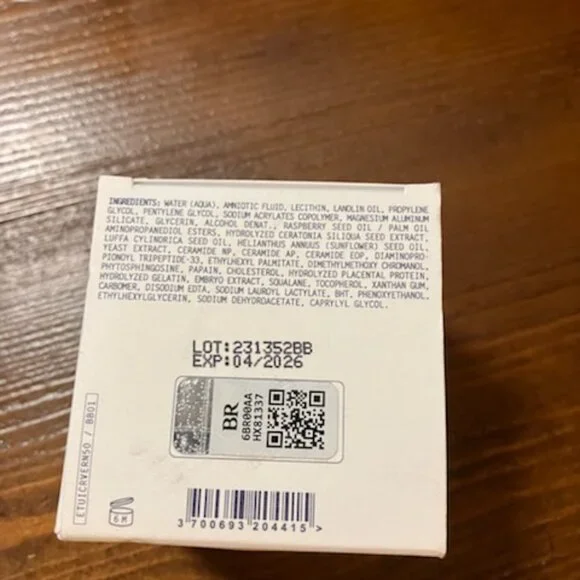 INGREDIENTS: WATER (AQUA), AMNIOTIC FLUID, LECITHIN, LANOLIN OIL, PROPYLENE
GLYCOL, PENTYLENE GLYCOL, SODIUM ACRYLATES COPOLYMER, MAGNESIUM ALUMINUM
SILICATE, GLYCERIN, ALCOHOL DENAT., RASPBERRY SEED OIL / PALM OIL
AMINOPROPANEDIOL ESTERS, HYDROLYZED CERATONIA SILIQUA SEED EXTRACT,
LUFFA CYLINDRICA SEED OIL, HELIANTHUS ANNUUS (SUNFLOWER) SEED OIL,
YEAST EXTRACT, CERAMIDE NP, CERAMIDE AP, CERAMIDE EOP, DIAMINOPRO-
PIONYL TRIPEPTIDE-33, ETHYLHEXYL PALMITATE, DIMETHYLMETHOXY CHROMANOL,
PHYTOSPHINGOSINE, PAPAIN, CHOLESTEROL, HYDROLYZED PLACENTAL PROTEIN,
HYDROLYZED GELATIN, EMBRYO EXTRACT, SQUALANE, TOCOPHEROL, XANTHAN GUM,
CARBOMER, DISODIUM EDTA, SODIUM LAUROYL LACTYLATE, BHT, PHENOXYETHANOL,
ETHYLHEXYLGLYCERIN, SODIUM DEHYDROACETATE, CAPRYLYL GLYCOL.
LOT:231352BB
EXP:04/2026
BR
6BR00AA
HX81337
ETUICRVERN50 / BB01
6 M
3 700693 204415 >